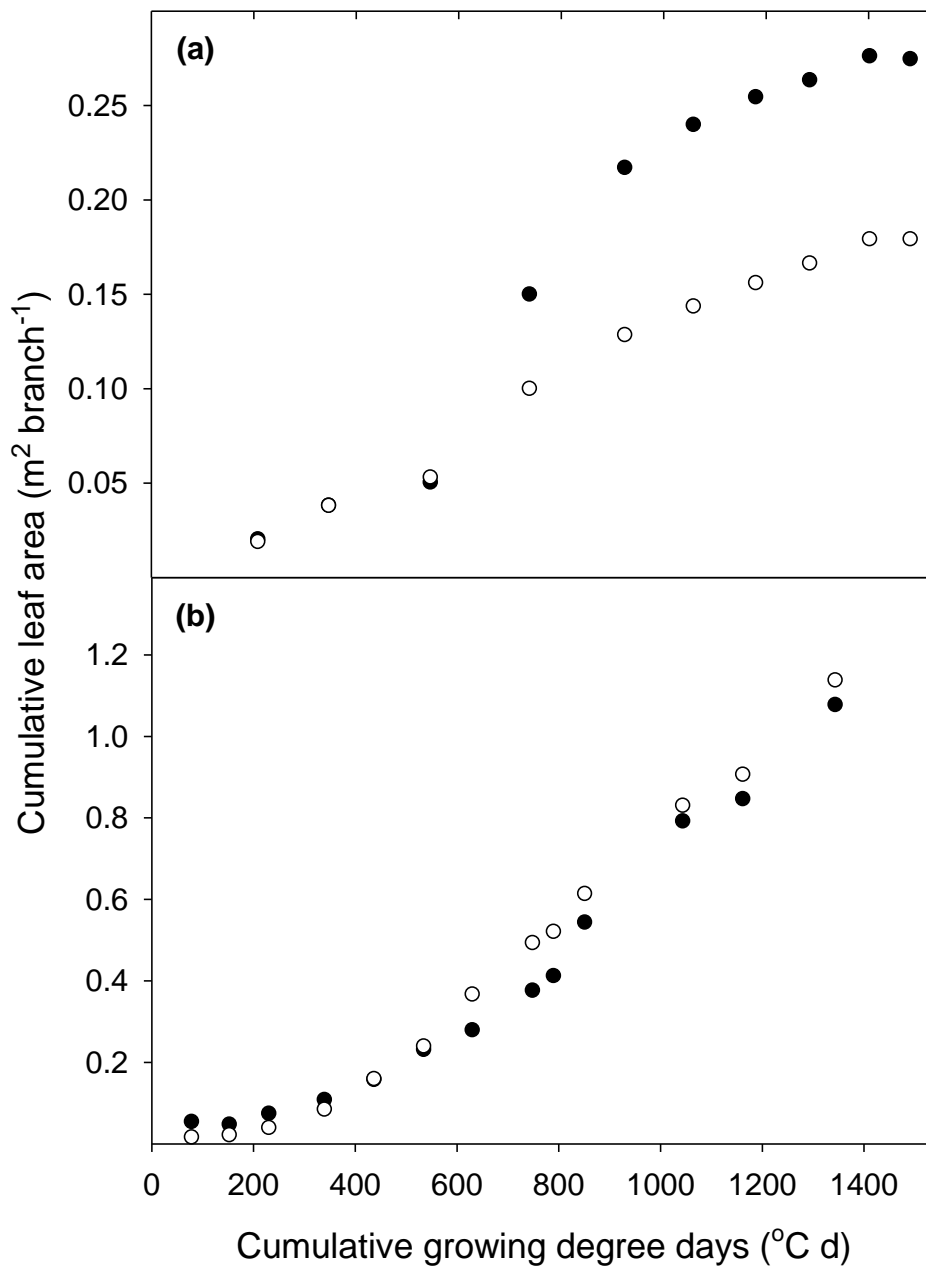 (a)
0.25
0.20
0.15
0.10
0.05
(b)
1.2
1.0
0.8
0.6
0.4
0.2
0 200 400 600 800 1000 1200 1400
Cumulative leaf area (m² branch⁻¹)
Cumulative growing degree days (°C d)